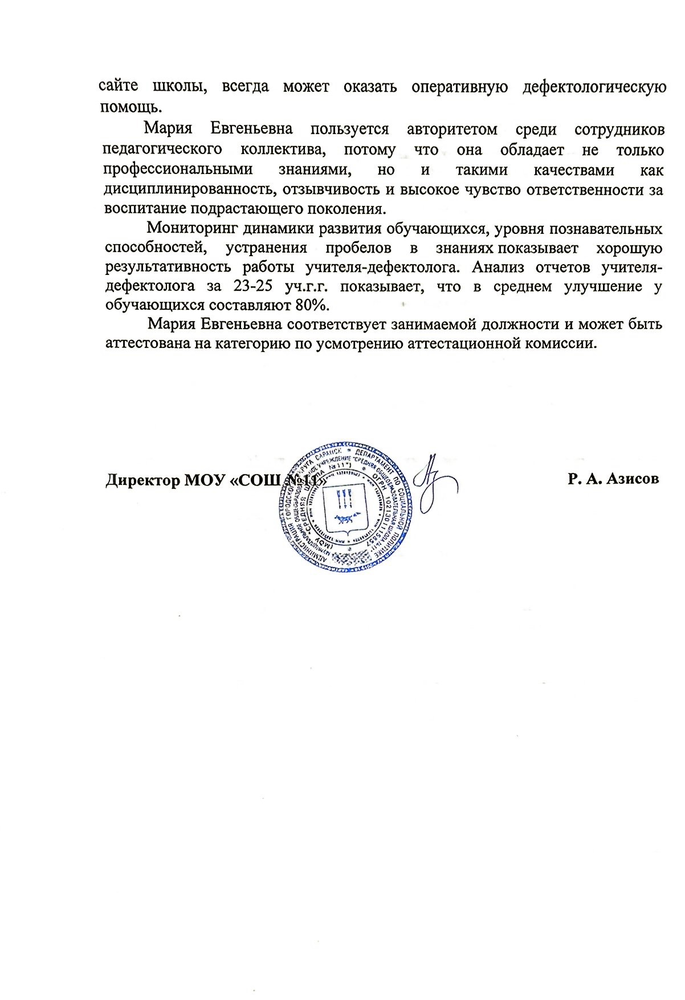 сайте школы, всегда может оказать оперативную дефектологическую
помощь.
Мария Евгеньевна пользуется авторитетом среди сотрудников
педагогического коллектива, потому что она обладает не только
профессиональными знаниями, но и такими качествами как
дисциплинированность, отзывчивость и высокое чувство ответственности за
воспитание подрастающего поколения.
Мониторинг динамики развития обучающихся, уровня познавательных
способностей, устранения пробелов в знаниях показывает хорошую
результативность работы учителя-дефектолога. Анализ отчетов учителя-
дефектолога за 23-25 уч.г.г. показывает, что в среднем улучшение у
обучающихся составляют 80%.
Мария Евгеньевна соответствует занимаемой должности и может быть
аттестована на категорию по усмотрению аттестационной комиссии.
Директор МОУ «СОШ №11»
Р. А. Азисов
АДМИНИСТРАЦИЯ ГОРОДСКОГО ОКРУГА САРАНСК * ДЕПАРТАМЕНТ ПО СОЦИАЛЬНОЙ ПОЛИТИКЕ
МУНИЦИПАЛЬНОЕ ОБЩЕОБРАЗОВАТЕЛЬНОЕ УЧРЕЖДЕНИЕ "СРЕДНЯЯ ОБЩЕОБРАЗОВАТЕЛЬНАЯ ШКОЛА №11"
(МОУ "СРЕДНЯЯ ШКОЛА №11") * ОГРН 1021301115857